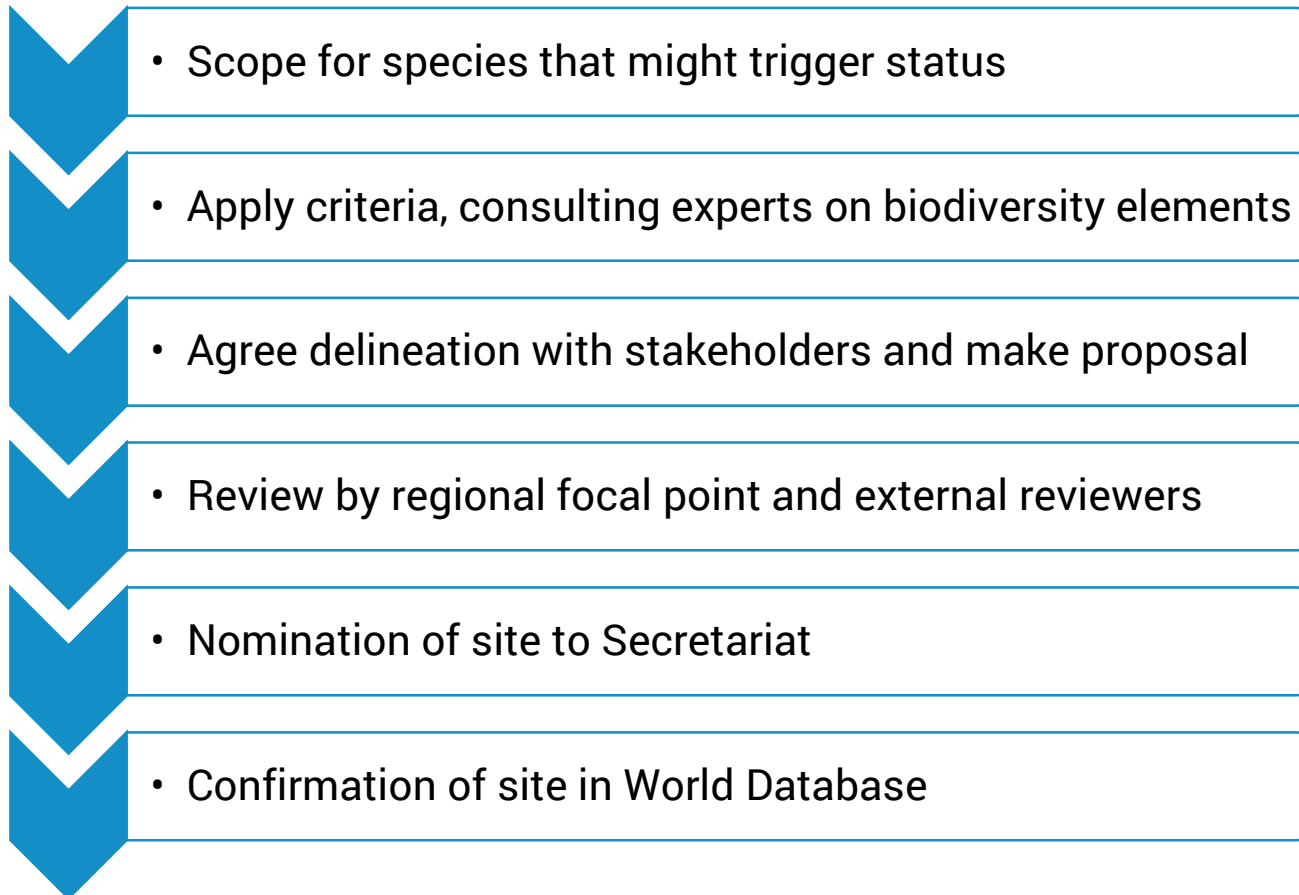 • Scope for species that might trigger status
• Apply criteria, consulting experts on biodiversity elements
• Agree delineation with stakeholders and make proposal
• Review by regional focal point and external reviewers
• Nomination of site to Secretariat
• Confirmation of site in World Database